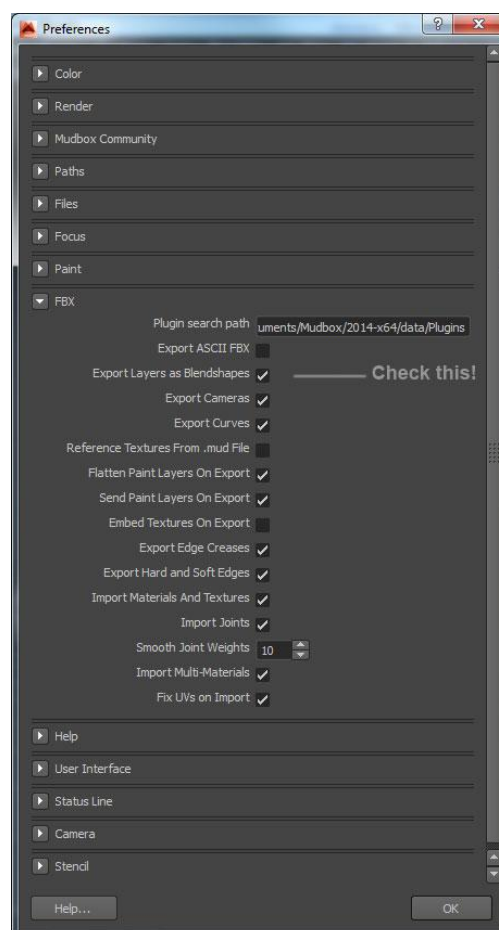 Preferences
Color
Render
Mudbox Community
Paths
Files
Focus
Paint
FBX
Plugin search path uments/Mudbox/2014-x64/data/Plugins
Export ASCII FBX
Export Layers as Blendshapes Check this!
Export Cameras
Export Curves
Reference Textures From .mud File
Flatten Paint Layers On Export
Send Paint Layers On Export
Embed Textures On Export
Export Edge Creases
Export Hard and Soft Edges
Import Materials And Textures
Import Joints
Smooth Joint Weights 10
Import Multi-Materials
Fix UVs on Import
Help
User Interface
Status Line
Camera
Stencil
Help... OK